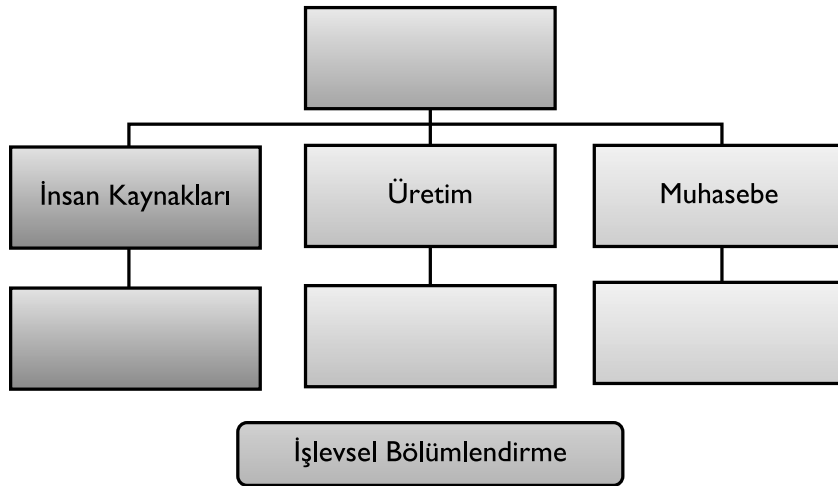 İnsan Kaynakları
Üretim
Muhasebe
İşlevsel Bölümlendirme